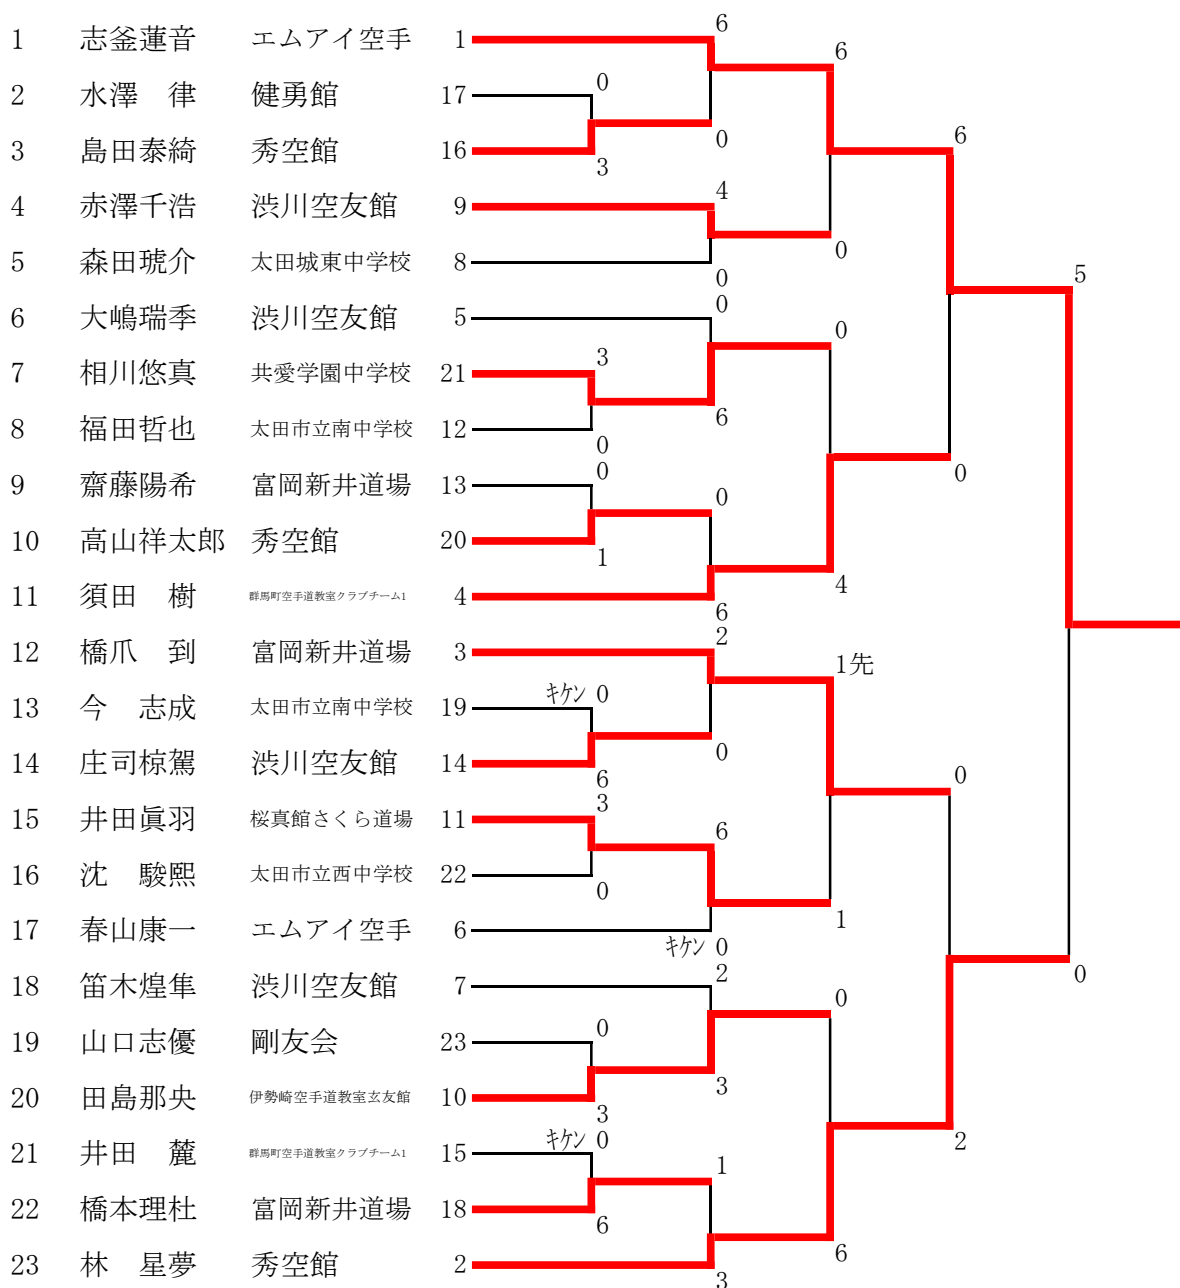 1 志釜蓮音 エムアイ空手 1 6 6
2 水澤　律 健勇館 17 0
3 島田泰綺 秀空館 16 3 0 6
4 赤澤千浩 渋川空友館 9 4
5 森田琥介 太田城東中学校 8 0 0 5
6 大嶋瑞季 渋川空友館 5 0 0
7 相川悠真 共愛学園中学校 21 3
8 福田哲也 太田市立南中学校 12 0 6
9 齋藤陽希 富岡新井道場 13 0 0 0
10 高山祥太郎 秀空館 20 1
11 須田　樹 群馬町空手道教室クラブチーム1 4 6 4
12 橋爪　到 富岡新井道場 3 2 1先
13 今　志成 太田市立南中学校 19 キケン 0
14 庄司椋駕 渋川空友館 14 6 0 0
15 井田眞羽 桜真館さくら道場 11 3 6
16 沈　駿熙 太田市立西中学校 22 0
17 春山康一 エムアイ空手 6 キケン 0 1
18 笛木煌隼 渋川空友館 7 2 0 0
19 山口志優 剛友会 23 0
20 田島那央 伊勢崎空手道教室玄友館 10 3 3
21 井田　麓 群馬町空手道教室クラブチーム1 15 キケン 0 1 2
22 橋本理杜 富岡新井道場 18 6
23 林　星夢 秀空館 2 3 6